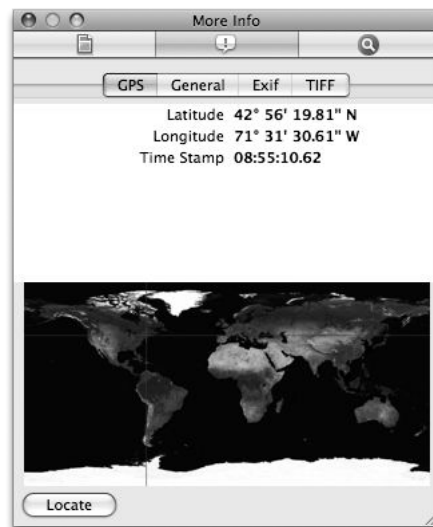 More Info
GPS General Exif TIFF
Latitude 42° 56' 19.81" N
Longitude 71° 31' 30.61" W
Time Stamp 08:55:10.62
Locate